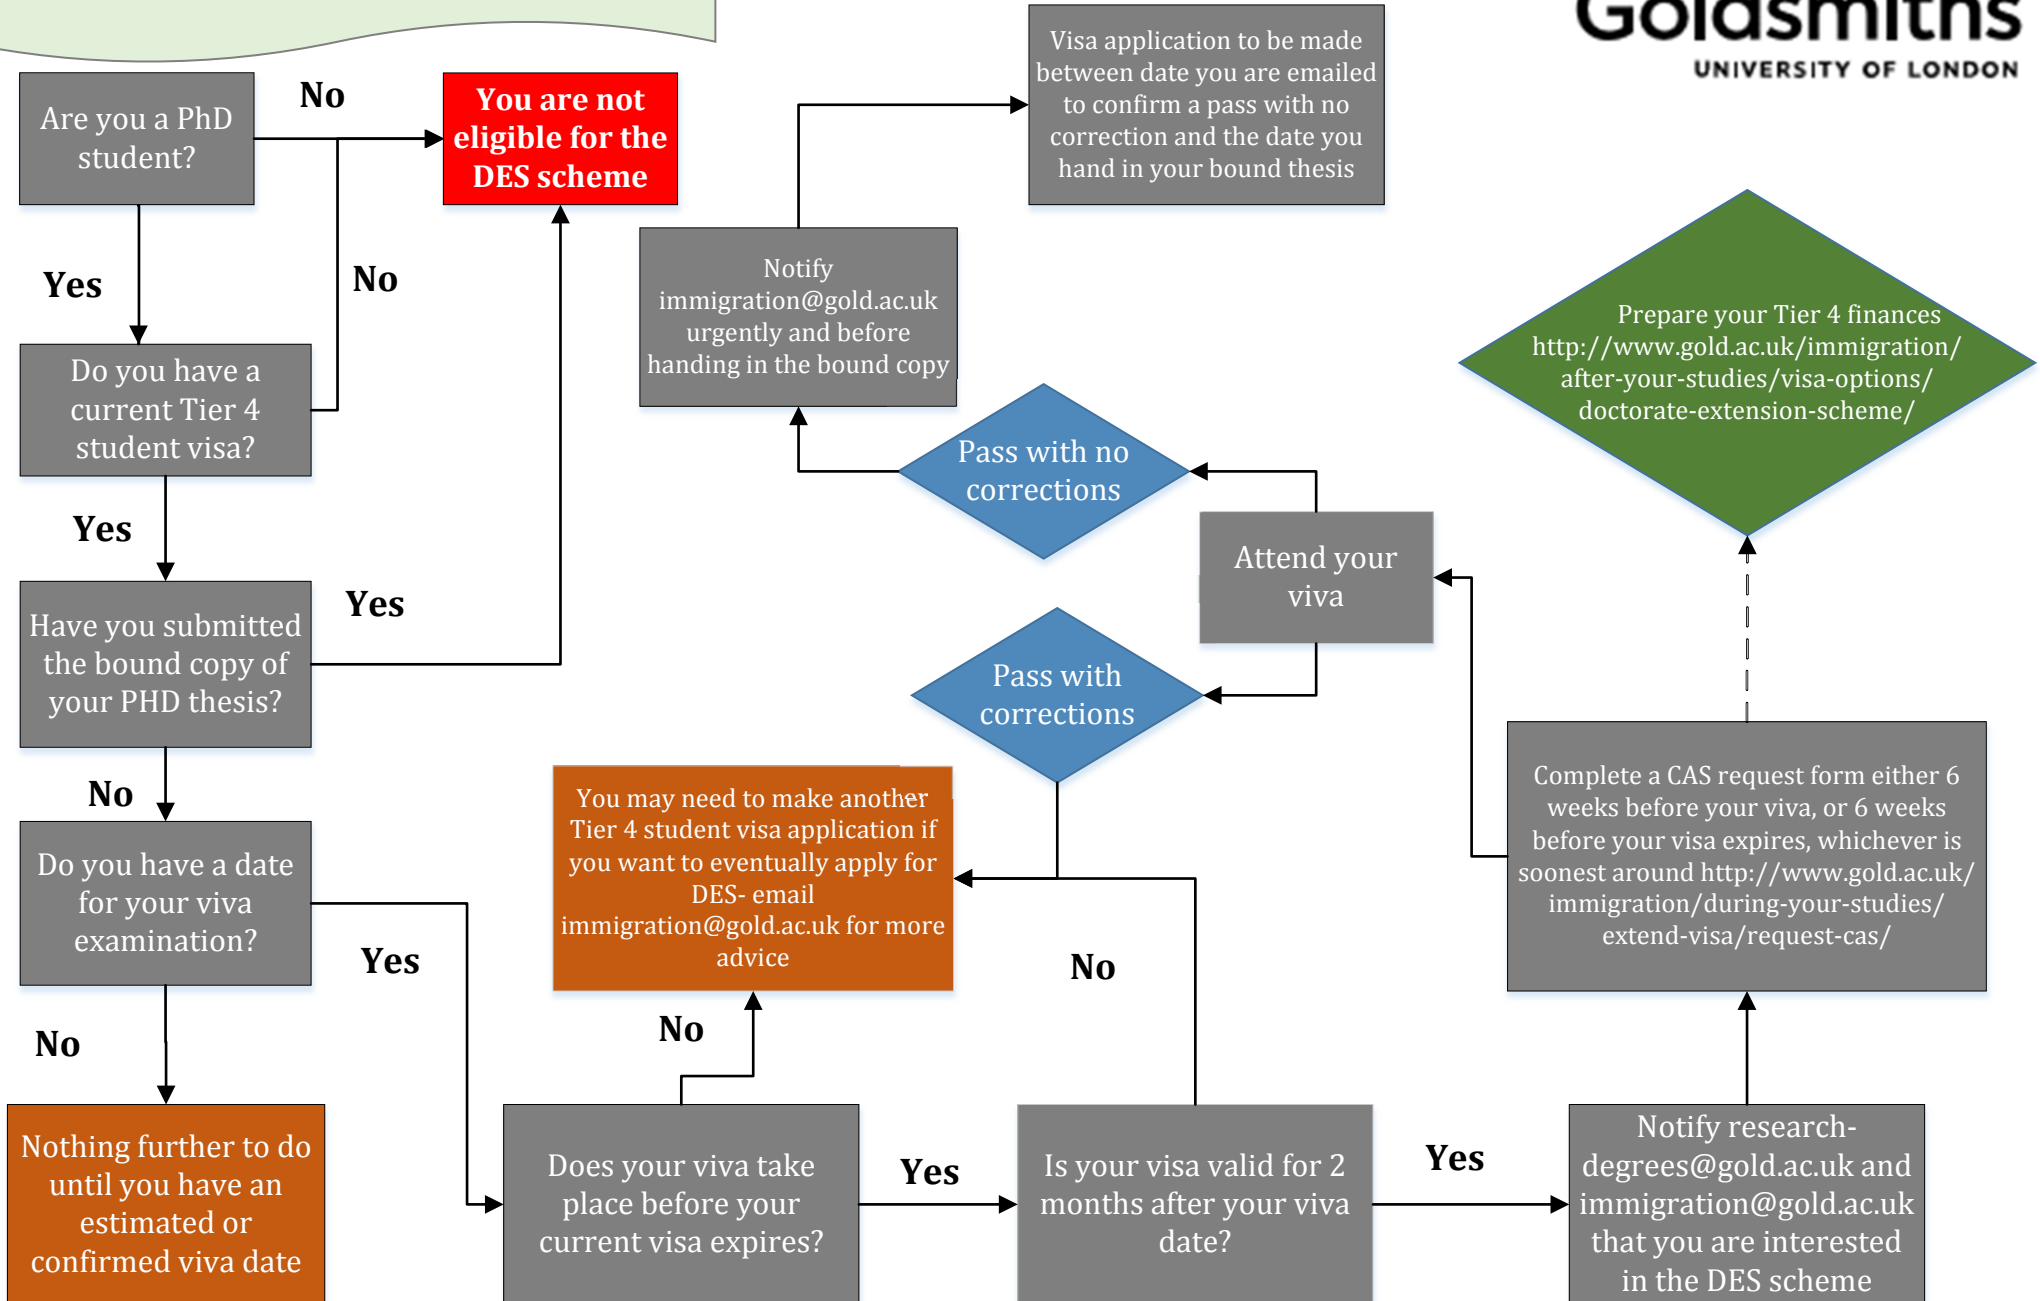 Goldsmiths
UNIVERSITY OF LONDON
Are you a PhD
student?
No
You are not
eligible for the
DES scheme
Visa application to be made
between date you are emailed
to confirm a pass with no
correction and the date you
hand in your bound thesis
Yes
No
Notify
immigration@gold.ac.uk
urgently and before
handing in the bound copy
Prepare your Tier 4 finances
http://www.gold.ac.uk/immigration/
after-your-studies/visa-options/
doctorate-extension-scheme/
Do you have a
current Tier 4
student visa?
Pass with no
corrections
Yes
Attend your
viva
Have you submitted
the bound copy of
your PHD thesis?
Yes
Pass with
corrections
No
You may need to make another
Tier 4 student visa application if
you want to eventually apply for
DES- email
immigration@gold.ac.uk for more
advice
Complete a CAS request form either 6
weeks before your viva, or 6 weeks
before your visa expires, whichever is
soonest around http://www.gold.ac.uk/
immigration/during-your-studies/
extend-visa/request-cas/
Do you have a date
for your viva
examination?
Yes
No
No
No
Nothing further to do
until you have an
estimated or
confirmed viva date
Does your viva take
place before your
current visa expires?
Yes
Is your visa valid for 2
months after your viva
date?
Yes
Notify research-
degrees@gold.ac.uk and
immigration@gold.ac.uk
that you are interested
in the DES scheme